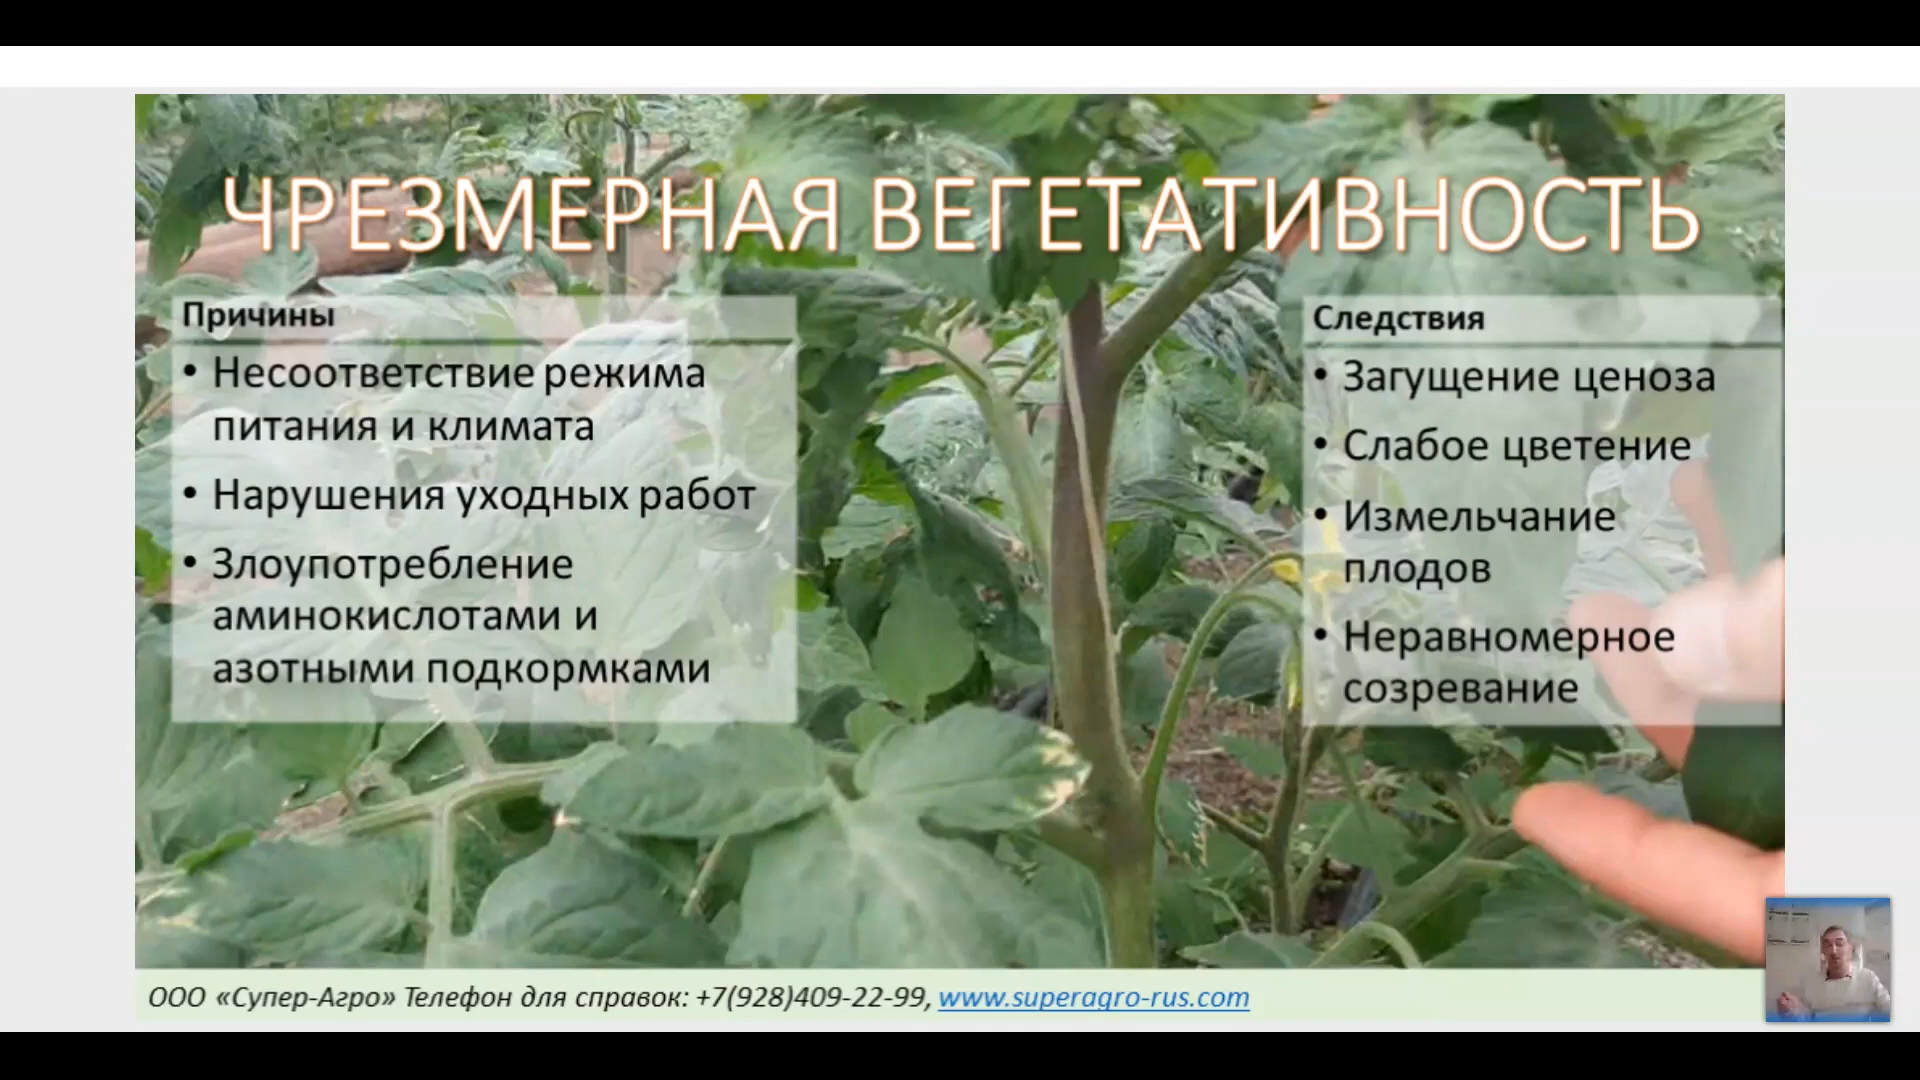 ЧРЕЗМЕРНАЯ ВЕГЕТАТИВНОСТЬ
Причины
• Несоответствие режима
питания и климата
• Нарушения уходных работ
• Злоупотребление
аминокислотами и
азотными подкормками
Следствия
• Загущение ценоза
• Слабое цветение
• Измельчание
плодов
• Неравномерное
созревание
ООО «Супер-Агро» Телефон для справок: +7(928)409-22-99, www.superagro-rus.com